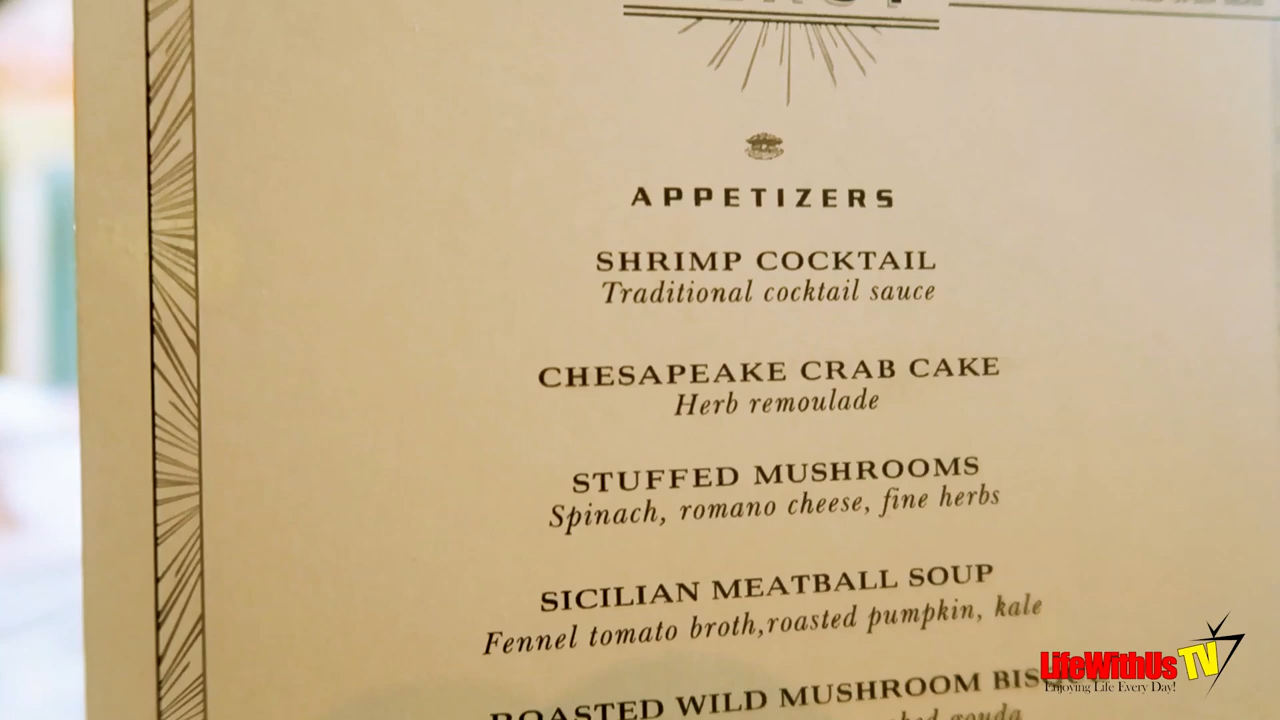 APPETIZERS
SHRIMP COCKTAIL
Traditional cocktail sauce
CHESAPEAKE CRAB CAKE
Herb remoulade
STUFFED MUSHROOMS
Spinach, romano cheese, fine herbs
SICILIAN MEATBALL SOUP
Fennel tomato broth,roasted pumpkin, kale
ROASTED WILD MUSHROOM
gouda
LifeWithUs TV
Enjoying Life Every Day!